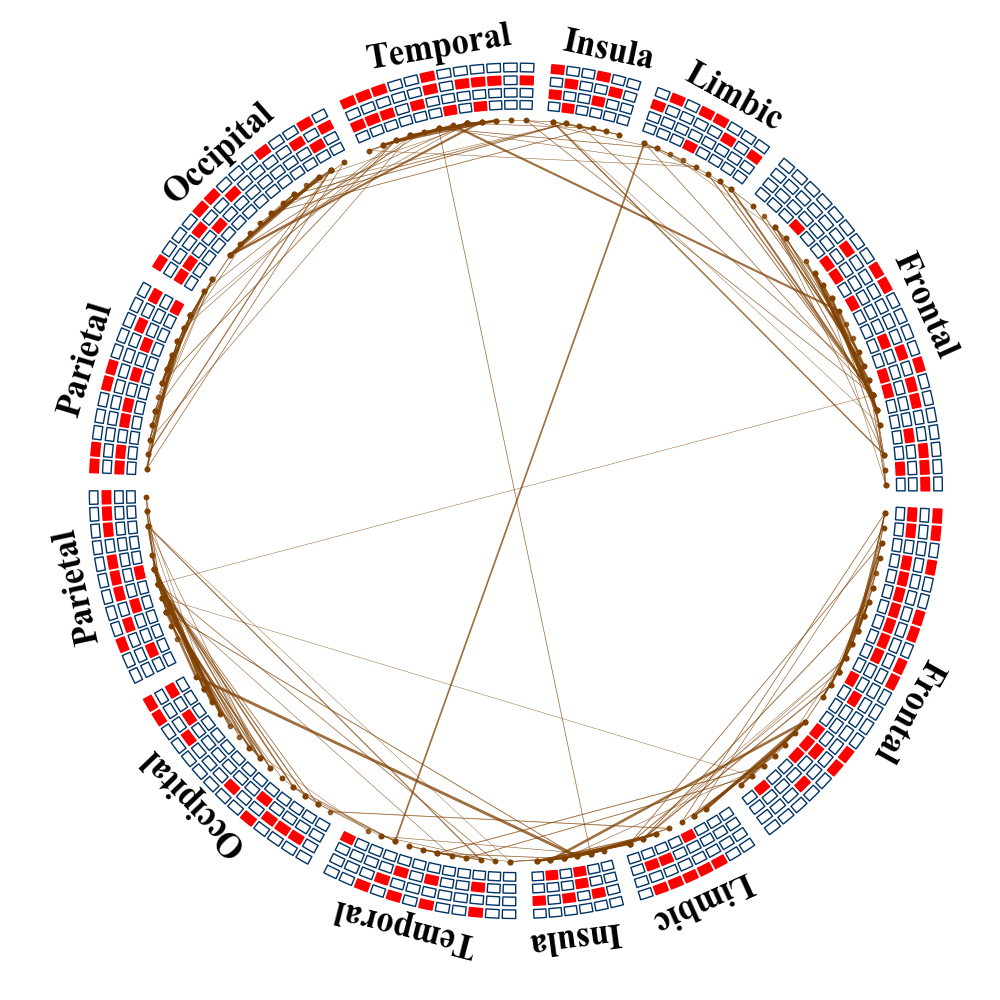 Temporal
Insula
Limbic
Occipital
Frontal
Parietal
Parietal
Frontal
Occipital
Limbic
Temporal
Insula